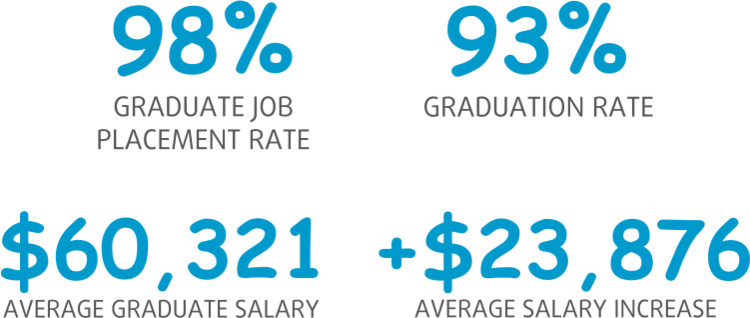 98%
GRADUATE JOB
PLACEMENT RATE
93%
GRADUATION RATE
$60,321
AVERAGE GRADUATE SALARY
+$23,876
AVERAGE SALARY INCREASE